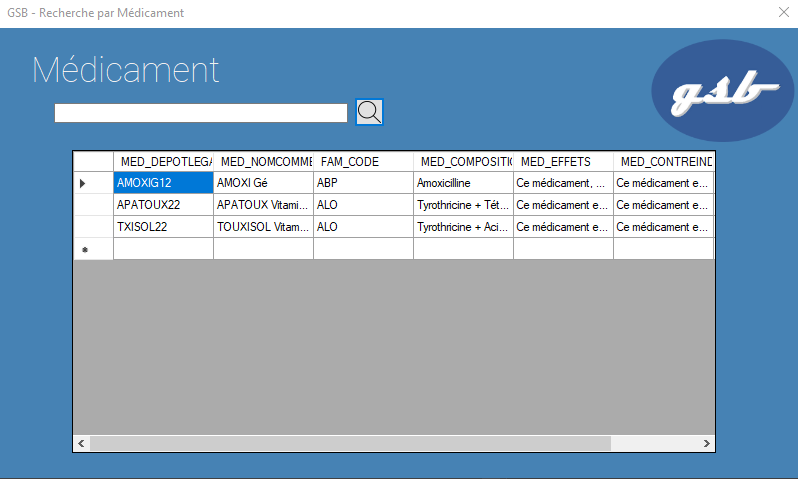 GSB - Recherche par Médicament
Médicament
gsb
MED_DEPOTLEGA MED_NOMCOMME FAM_CODE MED_COMPOSITIO MED_EFFETS MED_CONTREIND
AMOXIG12 AMOXI Gé ABP Amoxicilline Ce médicament, ... Ce médicament e...
APATOUX22 APATOUX Vitami... ALO Tyrothricine + Tét... Ce médicament e... Ce médicament e...
TXISOL22 TOUXISOL Vitam... ALO Tyrothricine + Aci... Ce médicament e... Ce médicament e...